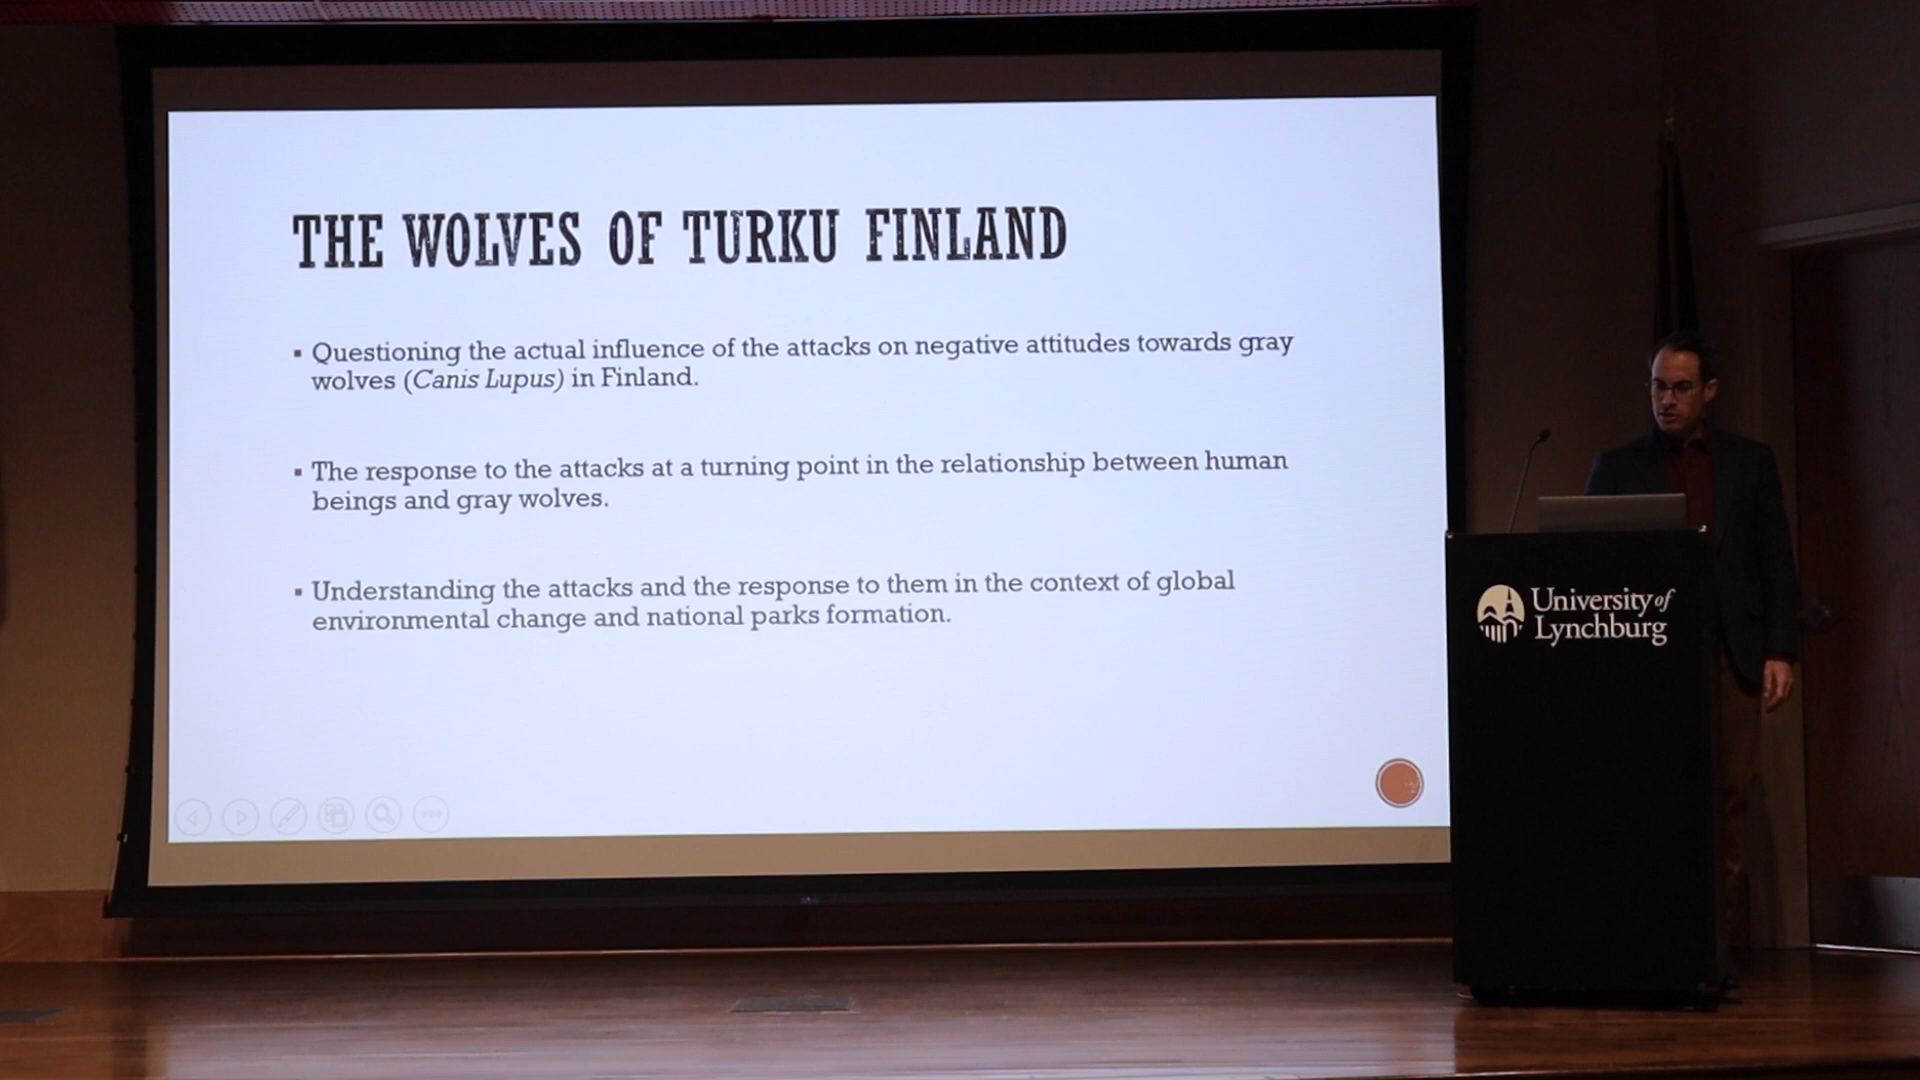 THE WOLVES OF TURKU FINLAND
▪ Questioning the actual influence of the attacks on negative attitudes towards gray
wolves (Canis Lupus) in Finland.
▪ The response to the attacks at a turning point in the relationship between human
beings and gray wolves.
▪ Understanding the attacks and the response to them in the context of global
environmental change and national parks formation.
University of
Lynchburg